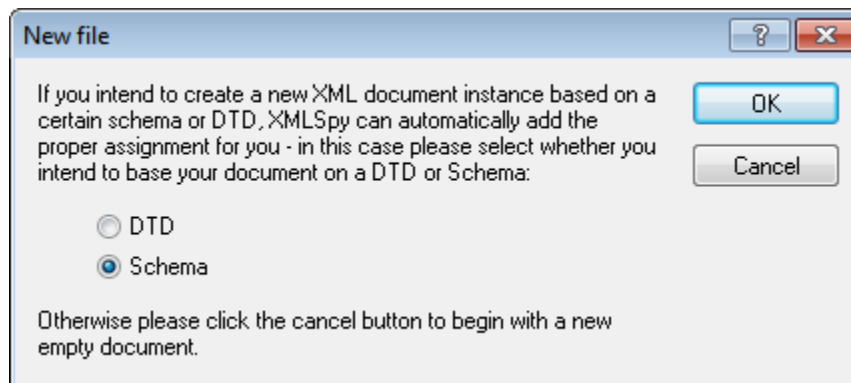 New file
If you intend to create a new XML document instance based on a
certain schema or DTD, XMLSpy can automatically add the
proper assignment for you - in this case please select whether you
intend to base your document on a DTD or Schema:
OK
Cancel
DTD
Schema
Otherwise please click the cancel button to begin with a new
empty document.